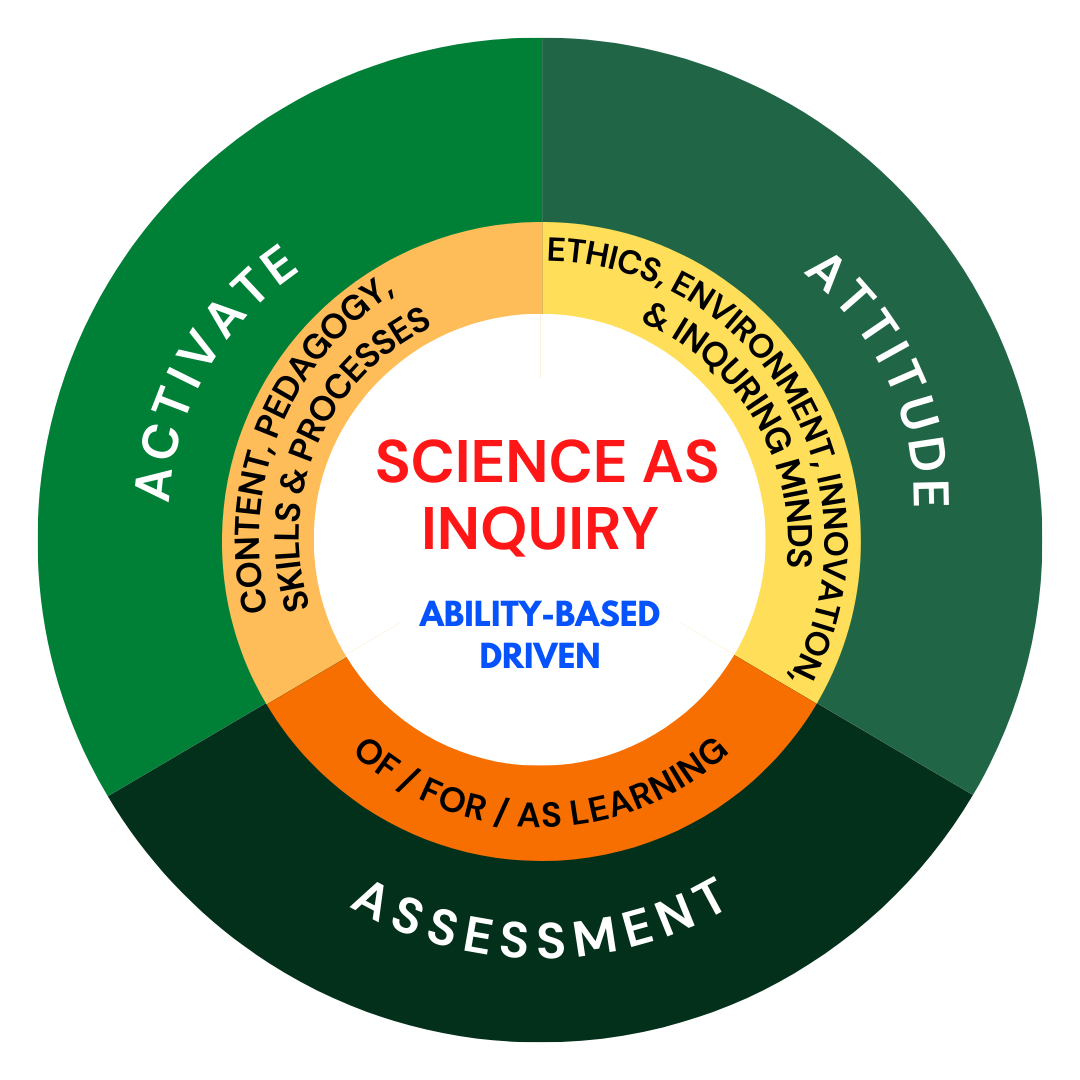 ACTIVATE
CONTENT, PEDAGOGY,
SKILLS & PROCESSES
ATTITUDE
ETHICS, ENVIRONMENT, INNOVATION,
& INQURING MINDS
SCIENCE AS
INQUIRY
ABILITY-BASED
DRIVEN
OF / FOR / AS LEARNING
ASSESSMENT